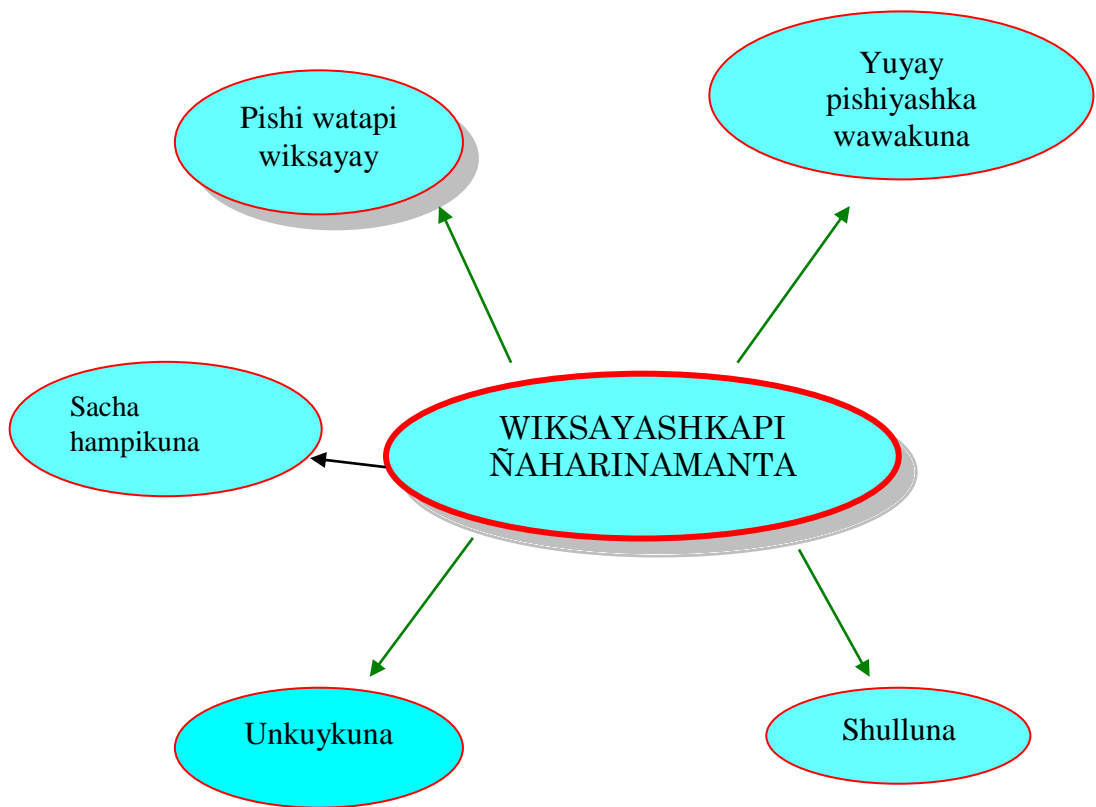 Yuyay
pishiyashka
wawakuna
Pishi watapi
wiksayay
Sacha
hampikuna
WIKSAYASHKAPI
ÑAHARINAMANTA
Unkuykuna
Shulluna